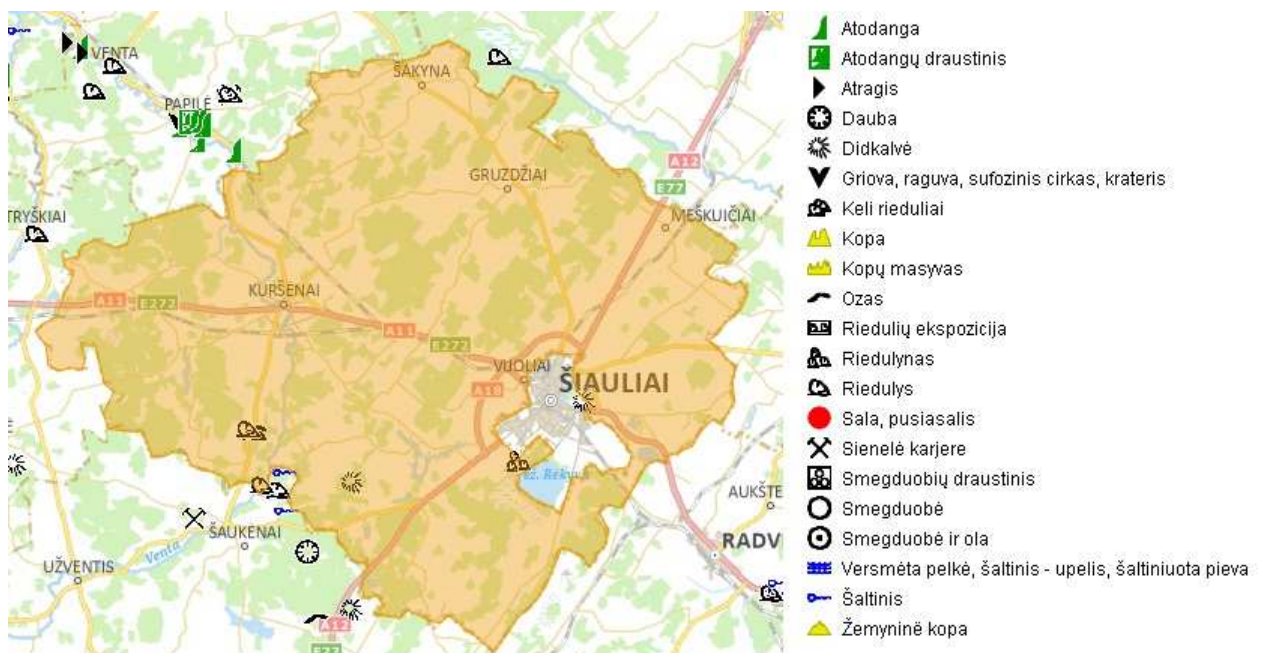 VENTA
PAPILĖ
ŠAKYNA
GRUZDŽIAI
A12
E77
MEŠKUIČIAI
TRYŠKIAI
KURŠĖNAI
A11
E272
A11
E272
VIJOLIAI
ŠIAULIAI
A18
ež. Rėkyva
AUKŠTE
RADV
ŠAUKĖNAI
Venta
UŽVENTIS
A12
E77
Atodanga
Atodangų draustinis
Atragis
Dauba
Didkalvė
Griova, raguva, sufozinis cirkas, krateris
Keli rieduliai
Kopa
Kopų masyvas
Ozas
Riedulių ekspozicija
Riedulynas
Riedulys
Sala, pusiasalis
Sienelė karjere
Smegduobių draustinis
Smegduobė
Smegduobė ir ola
Versmėta pelkė, šaltinis - upelis, šaltiniuota pieva
Šaltinis
Žemyninė kopa